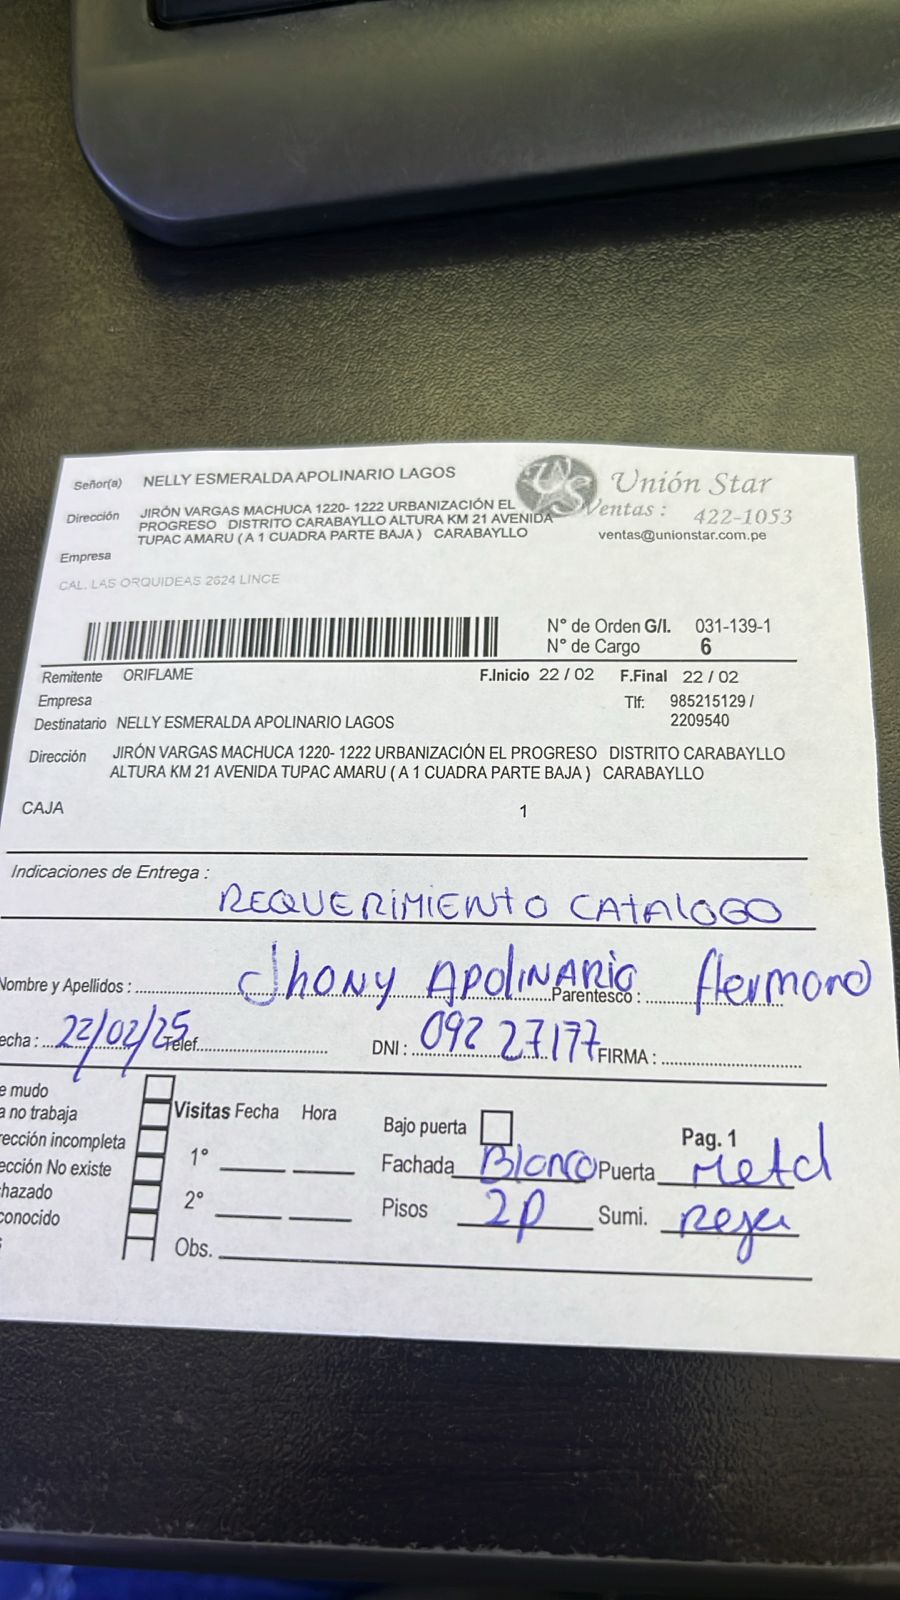 Señor(a) NELLY ESMERALDA APOLINARIO LAGOS
Unión Star
Dirección JIRÓN VARGAS MACHUCA 1220- 1222 URBANIZACIÓN EL
PROGRESO DISTRITO CARABAYLLO ALTURA KM 21 AVENIDA
TUPAC AMARU ( A 1 CUADRA PARTE BAJA ) CARABAYLLO
Ventas : 422-1053
ventas@unionstar.com.pe
Empresa
CAL. LAS ORQUIDEAS 2624 LINCE
N° de Orden G/I. 031-139-1
N° de Cargo 6
Remitente ORIFLAME F.Inicio 22 / 02 F.Final 22 / 02
Empresa Tlf: 985215129 /
2209540
Destinatario NELLY ESMERALDA APOLINARIO LAGOS
Dirección JIRÓN VARGAS MACHUCA 1220- 1222 URBANIZACIÓN EL PROGRESO DISTRITO CARABAYLLO
ALTURA KM 21 AVENIDA TUPAC AMARU ( A 1 CUADRA PARTE BAJA ) CARABAYLLO
CAJA 1
Indicaciones de Entrega :
REQUERIMIENTO CATALOGO
Nombre y Apellidos : Jhony APOLINARIO Parentesco : Hermano
echa : 22/02/25 Telef. DNI : 09227177 FIRMA :
e mudo
a no trabaja
rección incompleta
ección No existe
hazado
conocido
Visitas Fecha Hora
1°
2°
Obs.
Bajo puerta Pag. 1
Fachada Blanco Puerta Metal
Pisos 2P Sumi. Reja